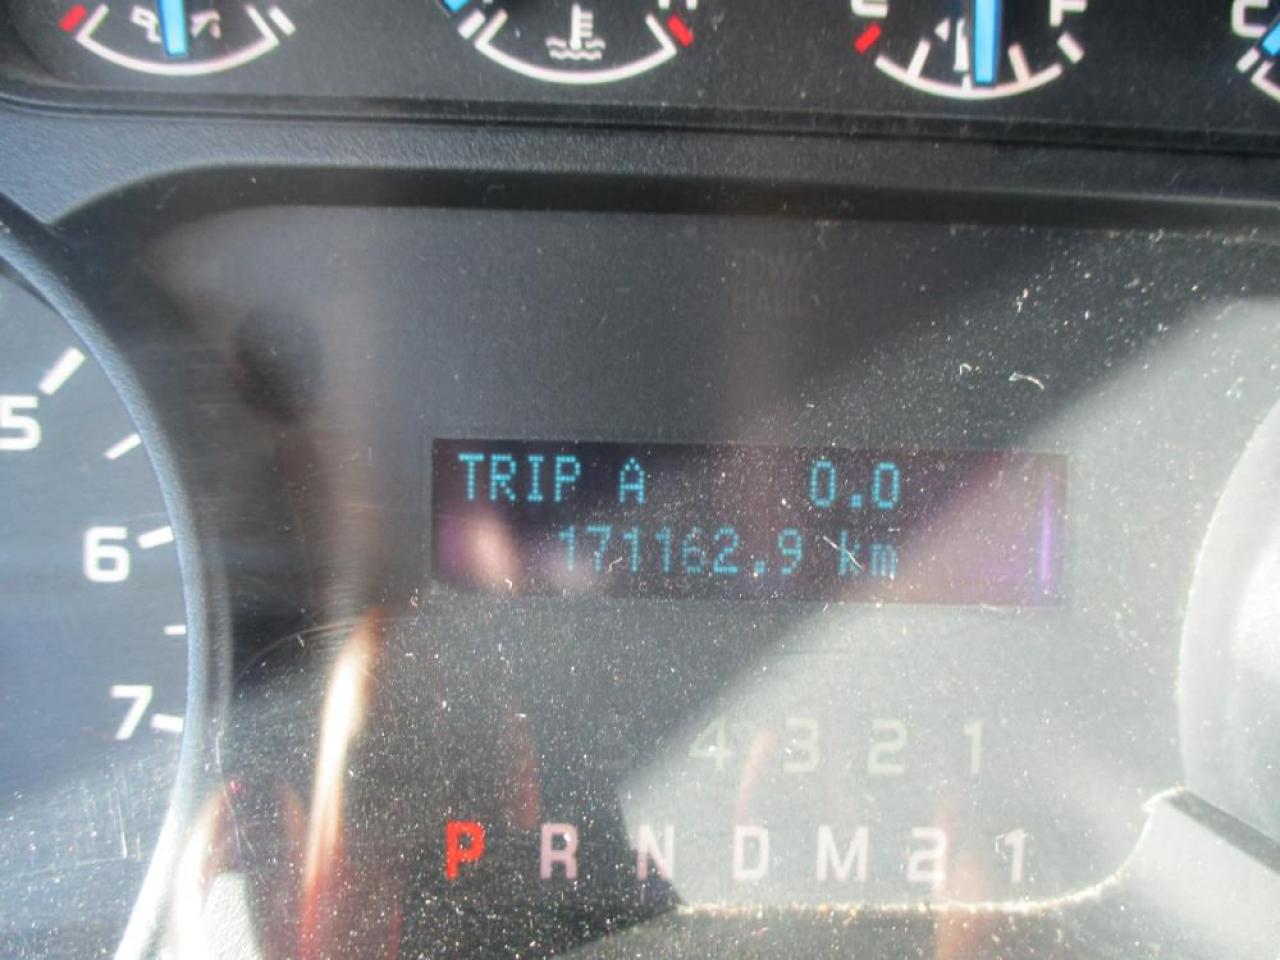 E F C
TRIP A 0.0
171162.9 km
5
6
7
4 3 2 1
P R N D M 2 1